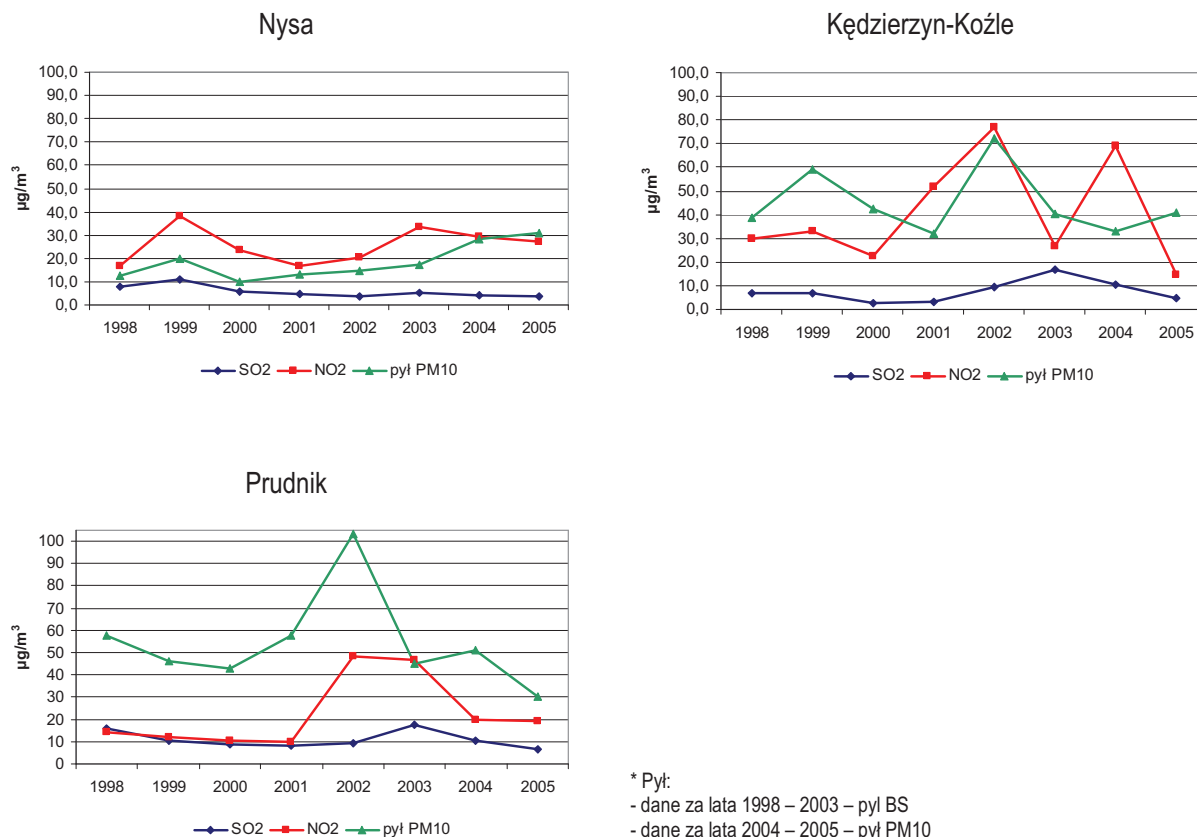 Nysa
100,0
90,0
80,0
70,0
60,0
50,0
40,0
30,0
20,0
10,0
0,0
µg/m³
1998 1999 2000 2001 2002 2003 2004 2005
SO2 NO2 pył PM10
Kędzierzyn-Koźle
100,0
90,0
80,0
70,0
60,0
50,0
40,0
30,0
20,0
10,0
0,0
µg/m³
1998 1999 2000 2001 2002 2003 2004 2005
SO2 NO2 pył PM10
Prudnik
100
90
80
70
60
50
40
30
20
10
0
µg/m³
1998 1999 2000 2001 2002 2003 2004 2005
SO2 NO2 pył PM10
* Pył:
- dane za lata 1998 – 2003 – pyl BS
- dane za lata 2004 – 2005 – pył PM10